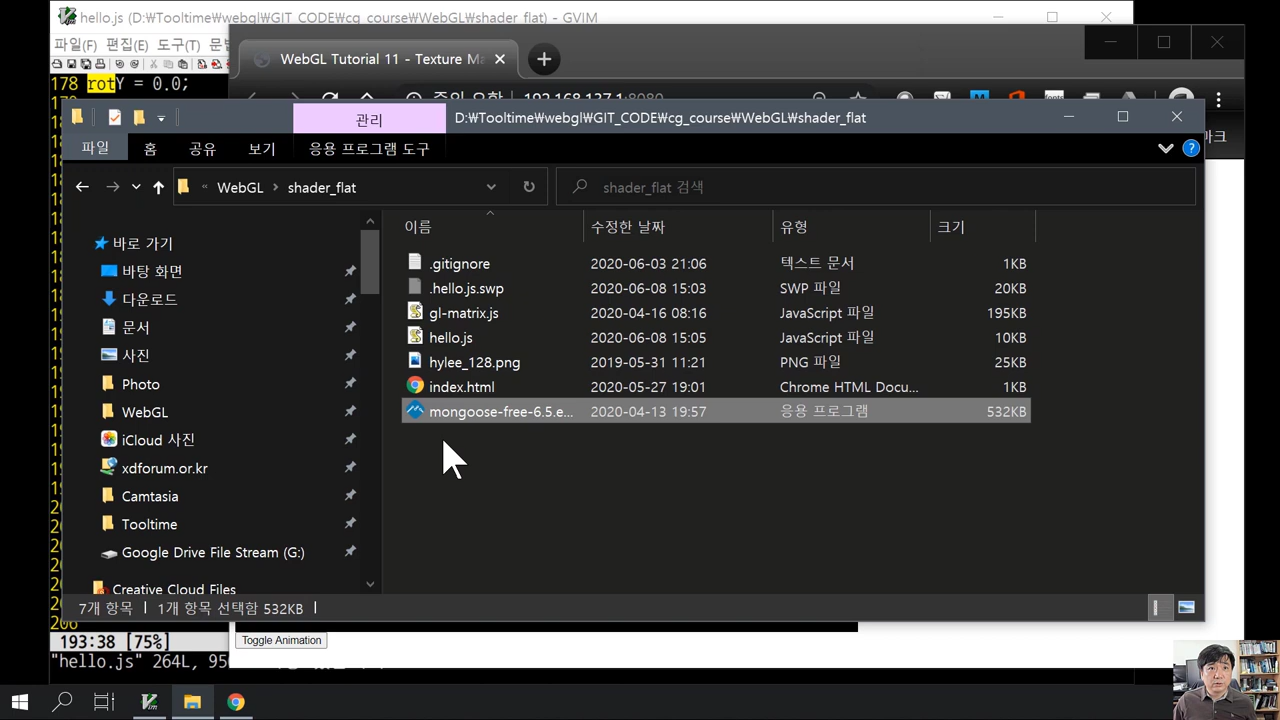 hello.js (D:₩Tooltime₩webgl₩GIT_CODE₩cg_course₩WebGL₩shader_flat) - GVIM
파일(F) 편집(E) 도구(T)
WebGL Tutorial 11 - Texture Ma
178 rotY = 0.0;
192.168.137.1:8080
관리
D:₩Tooltime₩webgl₩GIT_CODE₩cg_course₩WebGL₩shader_flat
파일 홈 공유 보기 응용 프로그램 도구
마크
« WebGL > shader_flat
shader_flat 검색
이름 수정한 날짜 유형 크기
바로 가기
바탕 화면
다운로드
문서
사진
Photo
WebGL
iCloud 사진
xdforum.or.kr
Camtasia
Tooltime
Google Drive File Stream (G:)
Creative Cloud Files
.gitignore 2020-06-03 21:06 텍스트 문서 1KB
.hello.js.swp 2020-06-08 15:03 SWP 파일 20KB
gl-matrix.js 2020-04-16 08:16 JavaScript 파일 195KB
hello.js 2020-06-08 15:05 JavaScript 파일 10KB
hylee_128.png 2019-05-31 11:21 PNG 파일 25KB
index.html 2020-05-27 19:01 Chrome HTML Docu... 1KB
mongoose-free-6.5.e... 2020-04-13 19:57 응용 프로그램 532KB
7개 항목 1개 항목 선택함 532KB
193:38 [75%]
Toggle Animation
"hello.js" 264L, 95